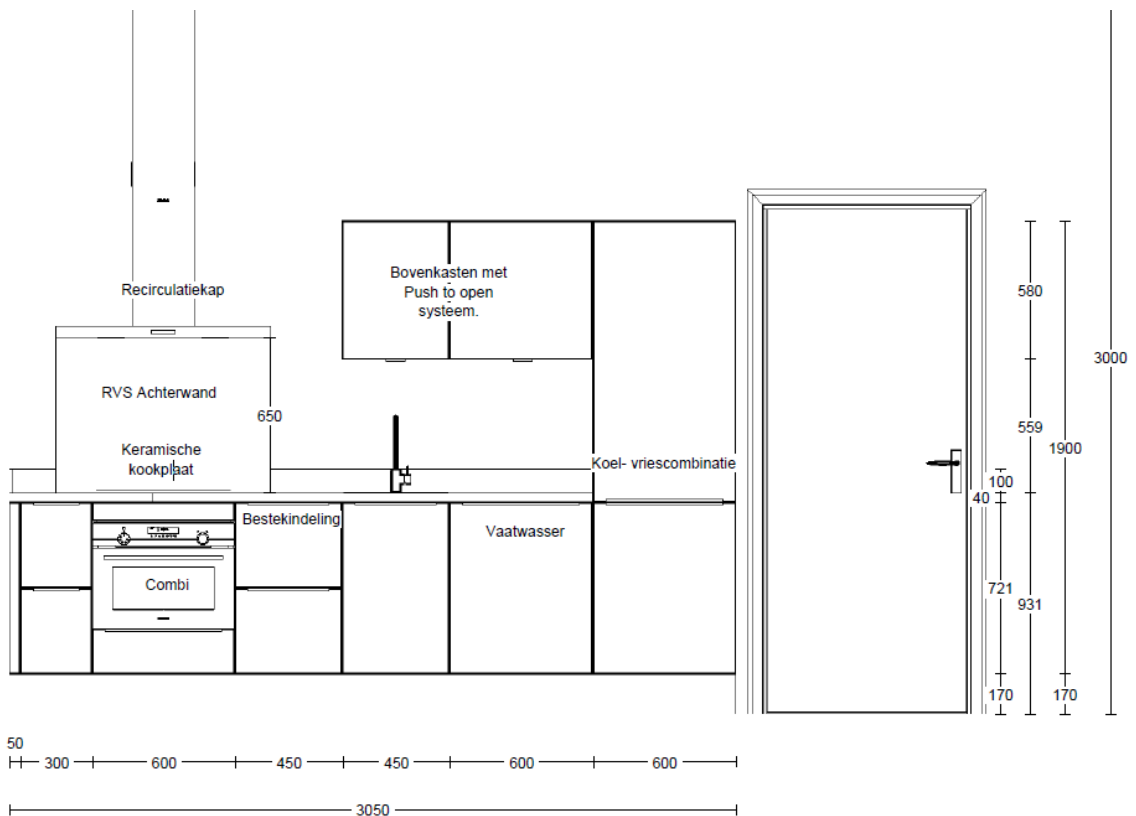 Recirculatiekap
Bovenkasten met
Push to open
systeem.
580
3000
RVS Achterwand
650
559
1900
Keramische
kookplaat
Koel- vriescombinatie
100
40
Bestekindeling
Vaatwasser
Combi
721
931
170
170
50
300
600
450
450
600
600
3050